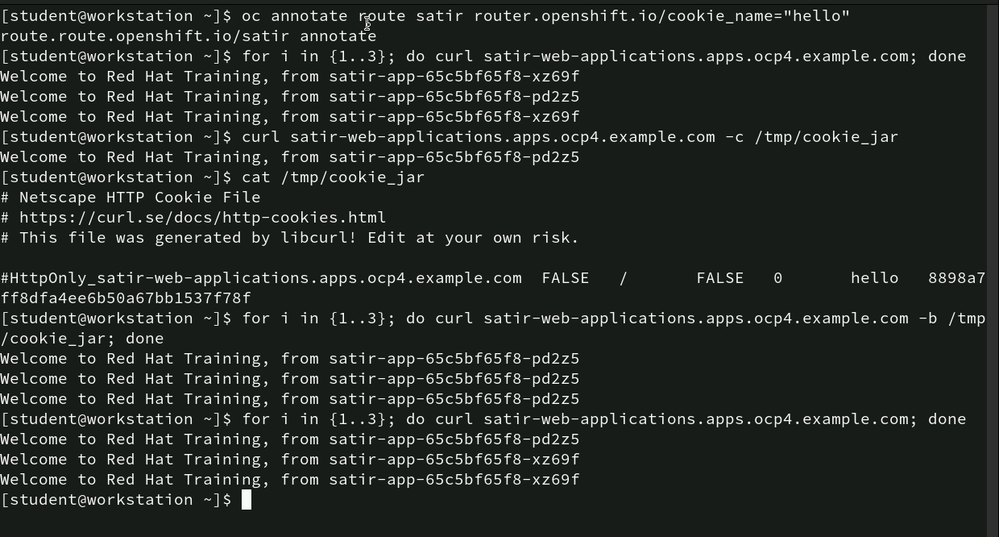 [student@workstation ~]$ oc annotate route satir router.openshift.io/cookie_name="hello"
route.route.openshift.io/satir annotate
[student@workstation ~]$ for i in {1..3}; do curl satir-web-applications.apps.ocp4.example.com; done
Welcome to Red Hat Training, from satir-app-65c5bf65f8-xz69f
Welcome to Red Hat Training, from satir-app-65c5bf65f8-pd2z5
Welcome to Red Hat Training, from satir-app-65c5bf65f8-xz69f
[student@workstation ~]$ curl satir-web-applications.apps.ocp4.example.com -c /tmp/cookie_jar
Welcome to Red Hat Training, from satir-app-65c5bf65f8-pd2z5
[student@workstation ~]$ cat /tmp/cookie_jar
# Netscape HTTP Cookie File
# https://curl.se/docs/http-cookies.html
# This file was generated by libcurl! Edit at your own risk.

#HttpOnly_satir-web-applications.apps.ocp4.example.com  FALSE   /       FALSE   0       hello   8898a7
ff8dfa4ee6b50a67bb1537f78f
[student@workstation ~]$ for i in {1..3}; do curl satir-web-applications.apps.ocp4.example.com -b /tmp
/cookie_jar; done
Welcome to Red Hat Training, from satir-app-65c5bf65f8-pd2z5
Welcome to Red Hat Training, from satir-app-65c5bf65f8-pd2z5
Welcome to Red Hat Training, from satir-app-65c5bf65f8-pd2z5
[student@workstation ~]$ for i in {1..3}; do curl satir-web-applications.apps.ocp4.example.com; done
Welcome to Red Hat Training, from satir-app-65c5bf65f8-pd2z5
Welcome to Red Hat Training, from satir-app-65c5bf65f8-xz69f
Welcome to Red Hat Training, from satir-app-65c5bf65f8-xz69f
[student@workstation ~]$